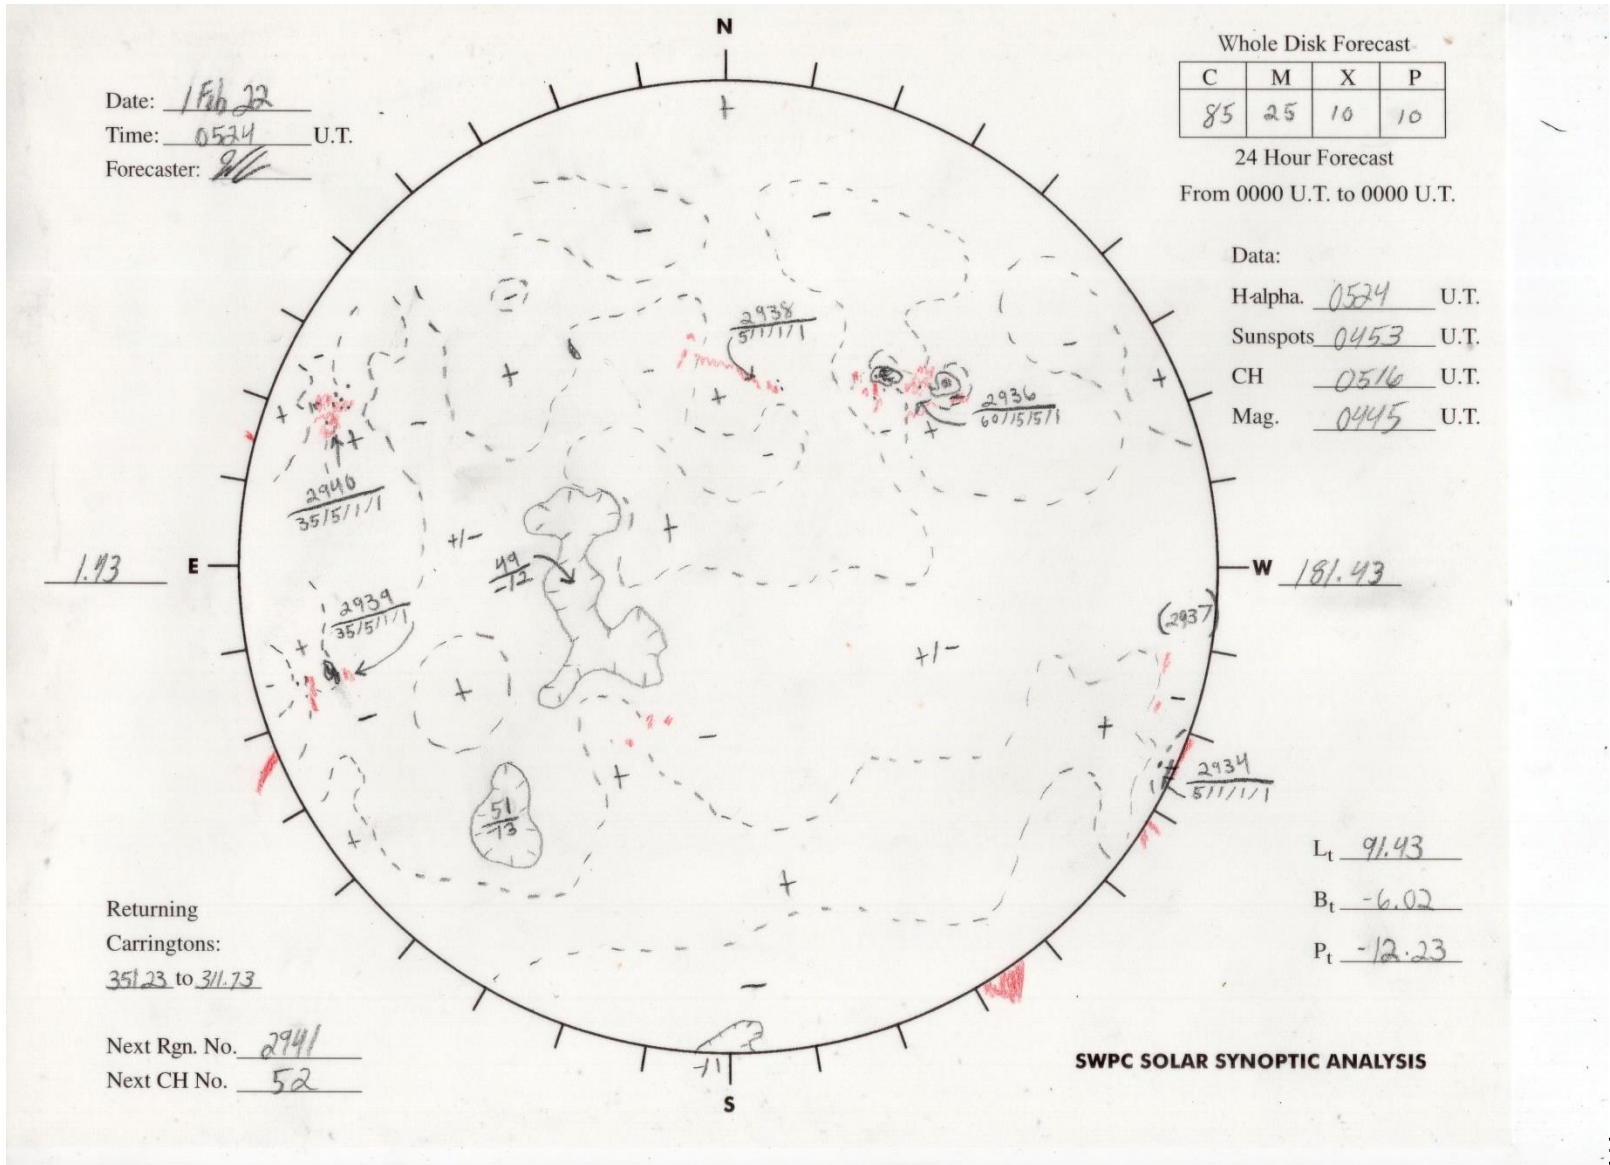 N
Date: 1 Feb 22
Time: 0524 U.T.
Forecaster:
Whole Disk Forecast
C M X P
85 25 10 10
24 Hour Forecast
From 0000 U.T. to 0000 U.T.
Data:
H-alpha. 0524 U.T.
Sunspots 0453 U.T.
CH 0516 U.T.
Mag. 0445 U.T.
2938
5/1/1/1
2936
60/15/5/1
2940
35/5/1/1
+/-
49
-12
1.43 E
W 181.43
2939
35/5/1/1
(2937)
+/-
2934
5/1/1/1
51
-13
Lt 91.43
Bt -6.02
Pt -12.23
Returning
Carringtons:
351.23 to 311.73
Next Rgn. No. 2941
Next CH No. 52
-11
S
SWPC SOLAR SYNOPTIC ANALYSIS